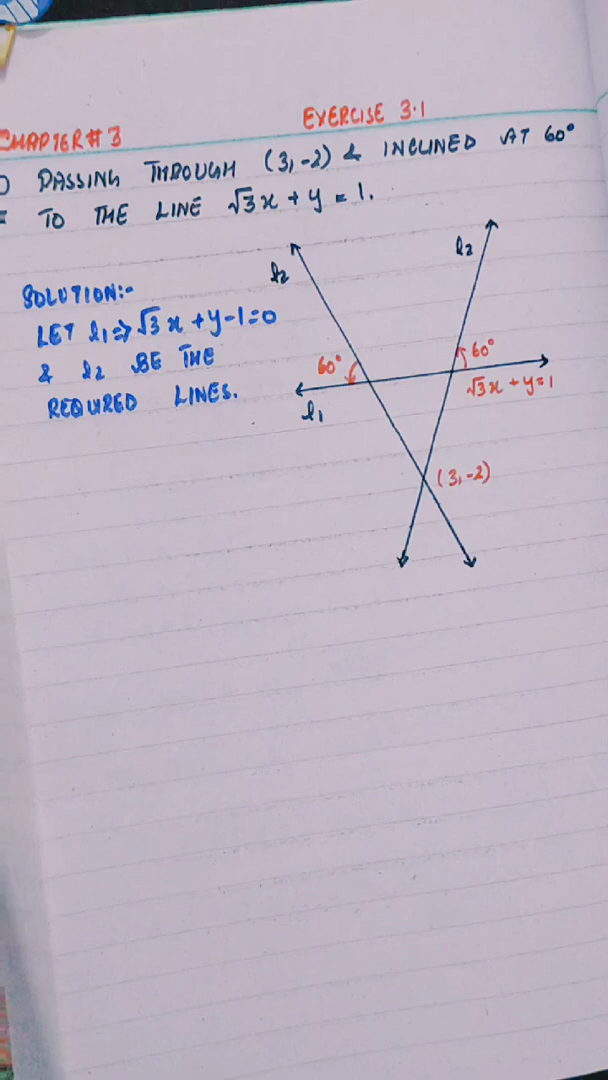 CHAPTER# 3
EXERCISE 3.1
PASSING THROUGH (3,-2) & INCLINED AT 60°
TO THE LINE √3x + y = 1.
SOLUTION:-
LET l₁ ⇒ √3x + y-1=0
& l₂ BE THE
REQUIRED LINES.
l₂
l₂
60°
60°
√3x + y=1
l₁
(3,-2)